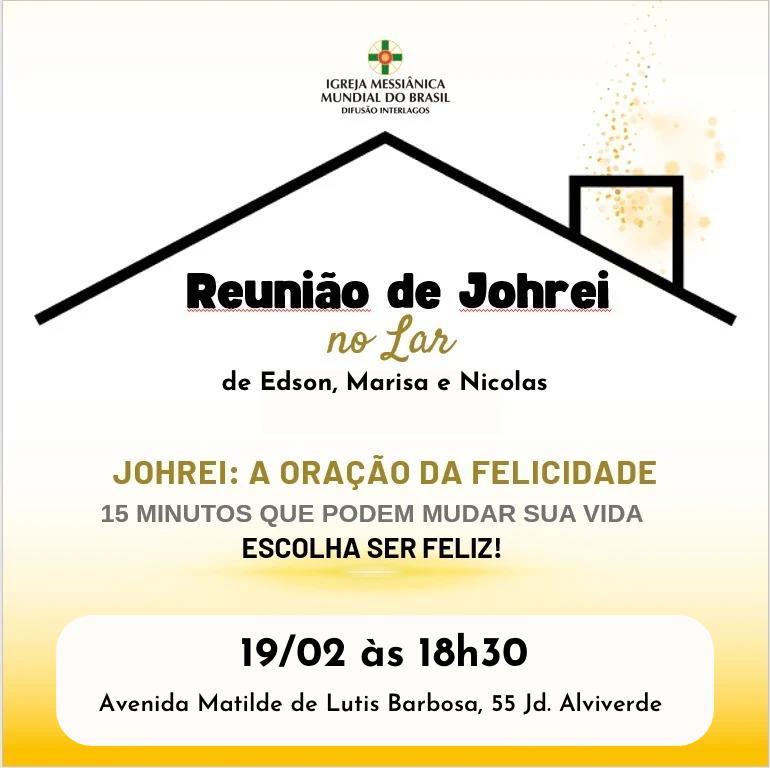 IGREJA MESSIÂNICA
MUNDIAL DO BRASIL
DIFUSÃO INTERLAGOS
Reunião de Johrei
no Lar
de Edson, Marisa e Nicolas
JOHREI: A ORAÇÃO DA FELICIDADE
15 MINUTOS QUE PODEM MUDAR SUA VIDA
ESCOLHA SER FELIZ!
19/02 às 18h30
Avenida Matilde de Lutis Barbosa, 55 Jd. Alviverde